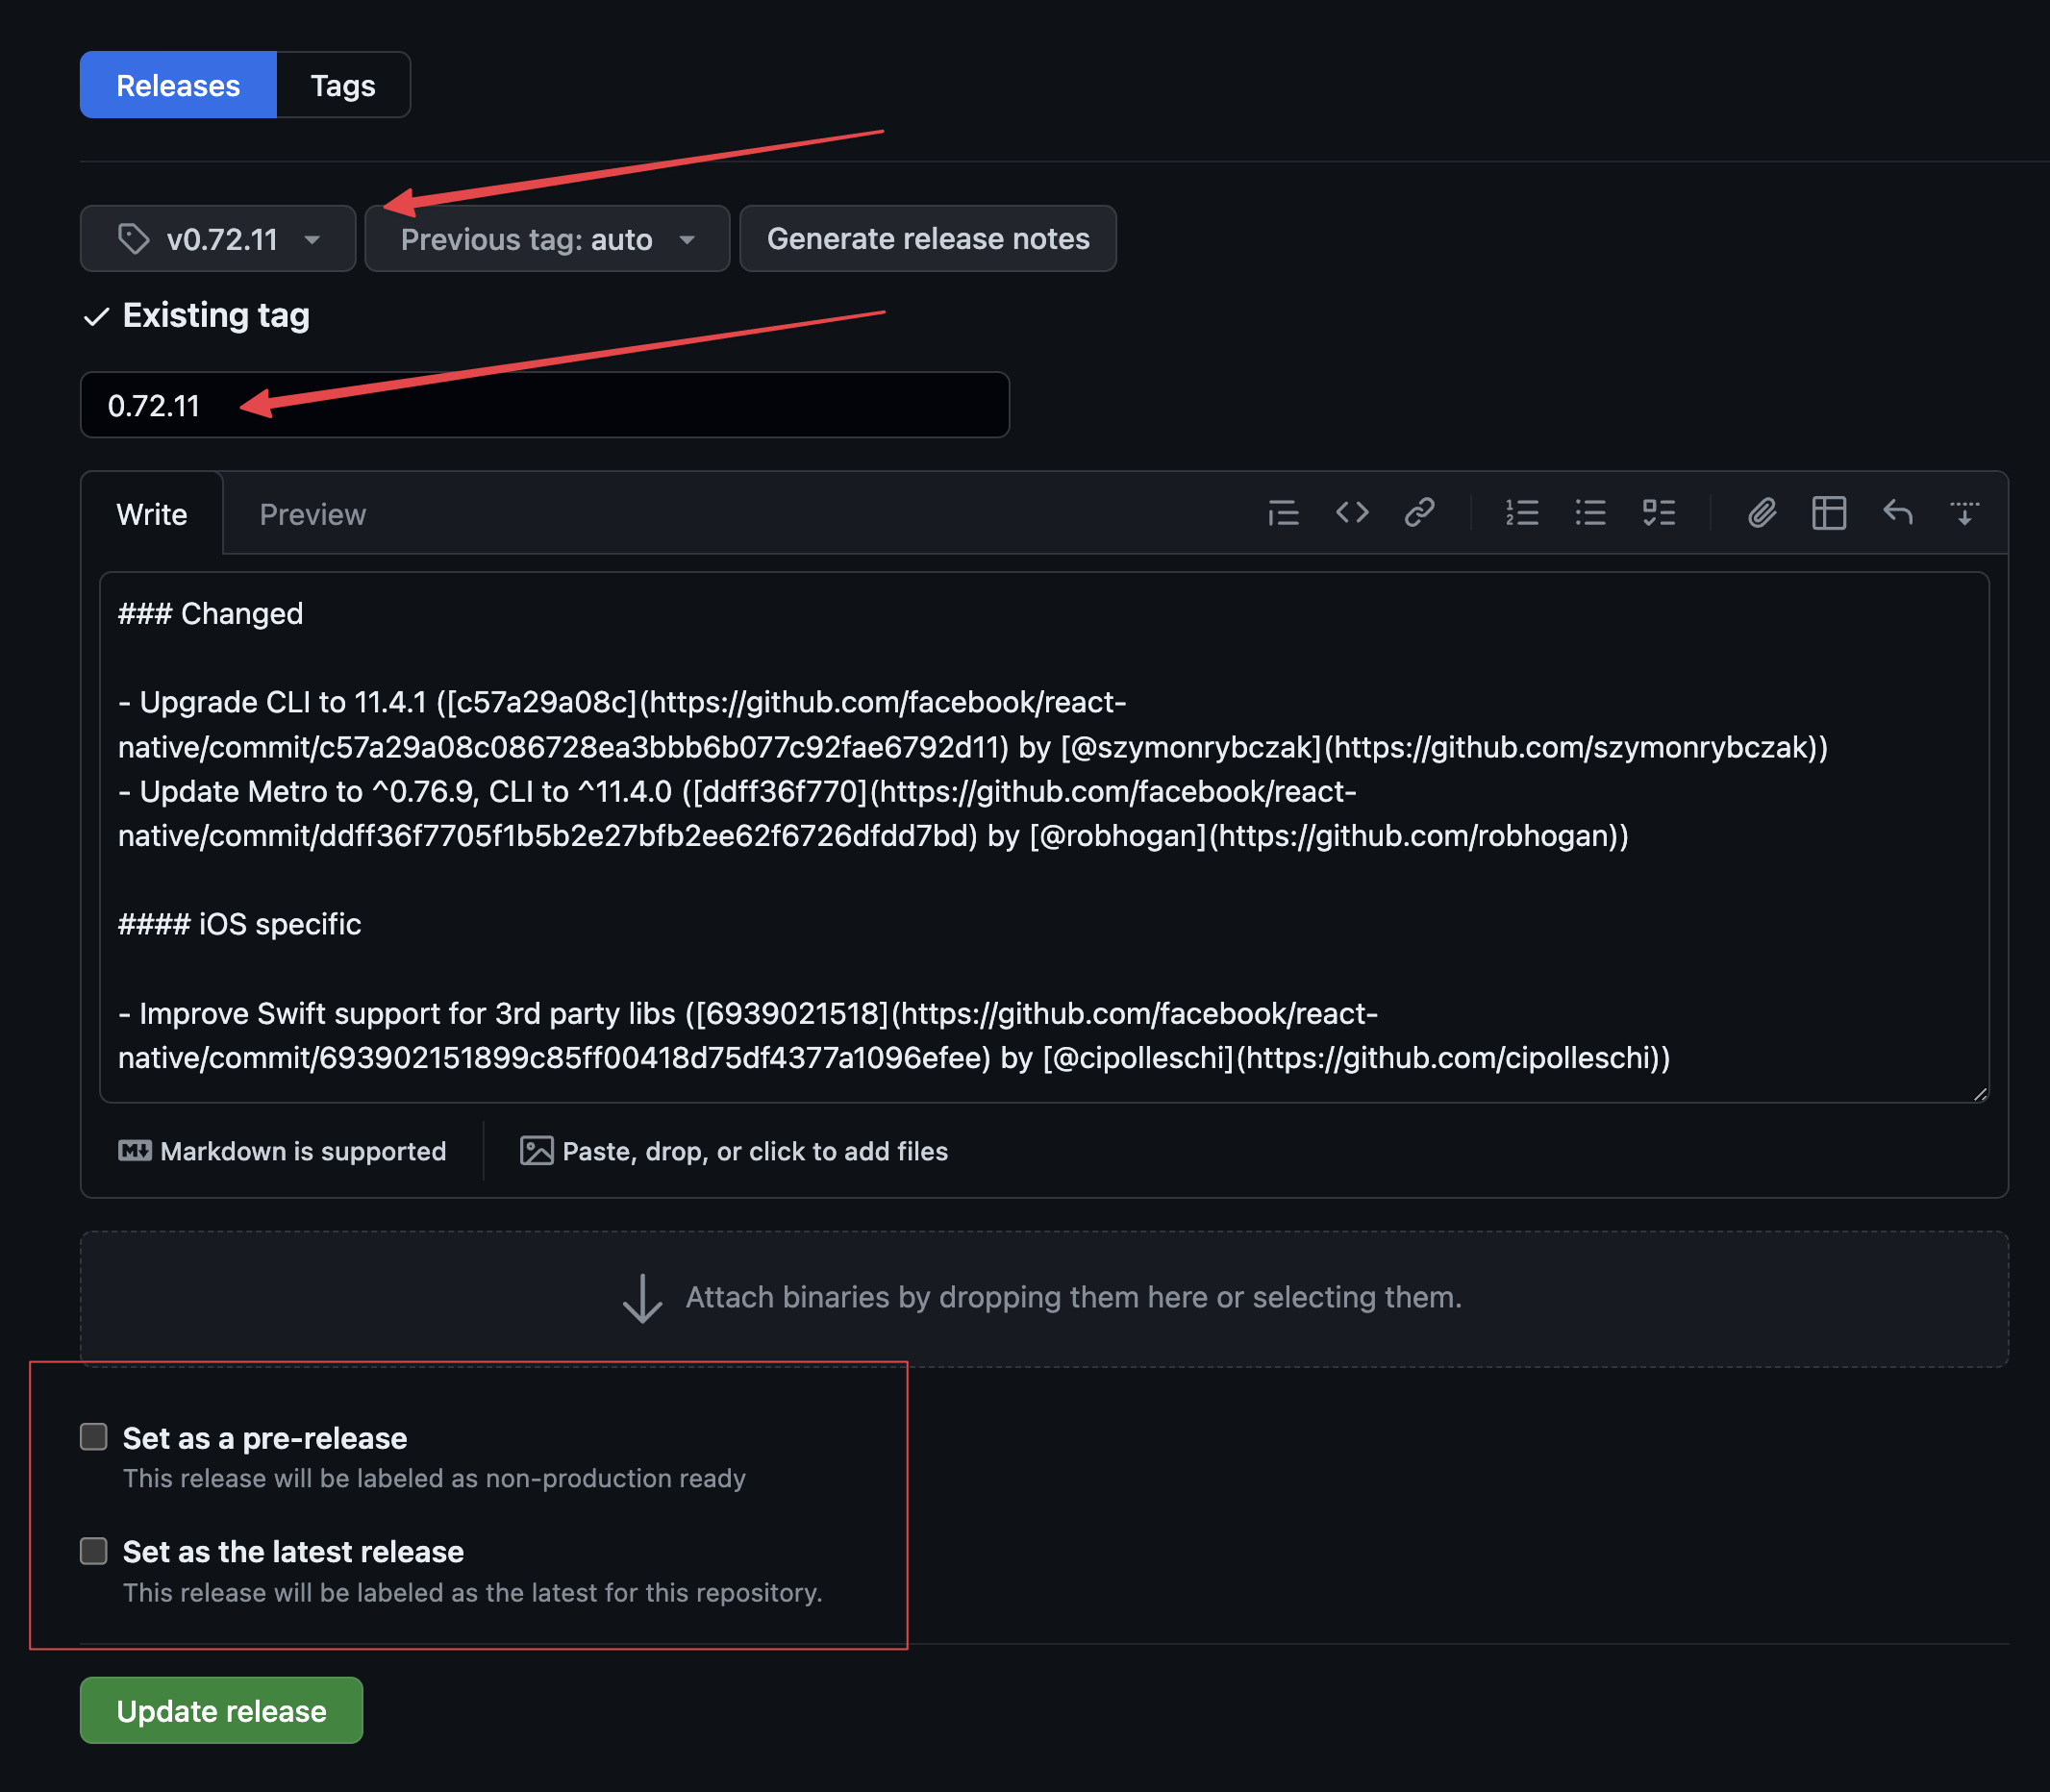 Releases Tags
v0.72.11 Previous tag: auto Generate release notes
Existing tag
0.72.11
Write Preview
### Changed
- Upgrade CLI to 11.4.1 ([c57a29a08c](https://github.com/facebook/react-
native/commit/c57a29a08c086728ea3bbb6b077c92fae6792d11) by [@szymonrybczak](https://github.com/szymonrybczak))
- Update Metro to ^0.76.9, CLI to ^11.4.0 ([ddff36f770](https://github.com/facebook/react-
native/commit/ddff36f7705f1b5b2e27bfb2ee62f6726dfdd7bd) by [@robhogan](https://github.com/robhogan))
#### iOS specific
- Improve Swift support for 3rd party libs ([6939021518](https://github.com/facebook/react-
native/commit/693902151899c85ff00418d75df4377a1096efee) by [@cipolleschi](https://github.com/cipolleschi))
Markdown is supported Paste, drop, or click to add files
Attach binaries by dropping them here or selecting them.
Set as a pre-release
This release will be labeled as non-production ready
Set as the latest release
This release will be labeled as the latest for this repository.
Update release